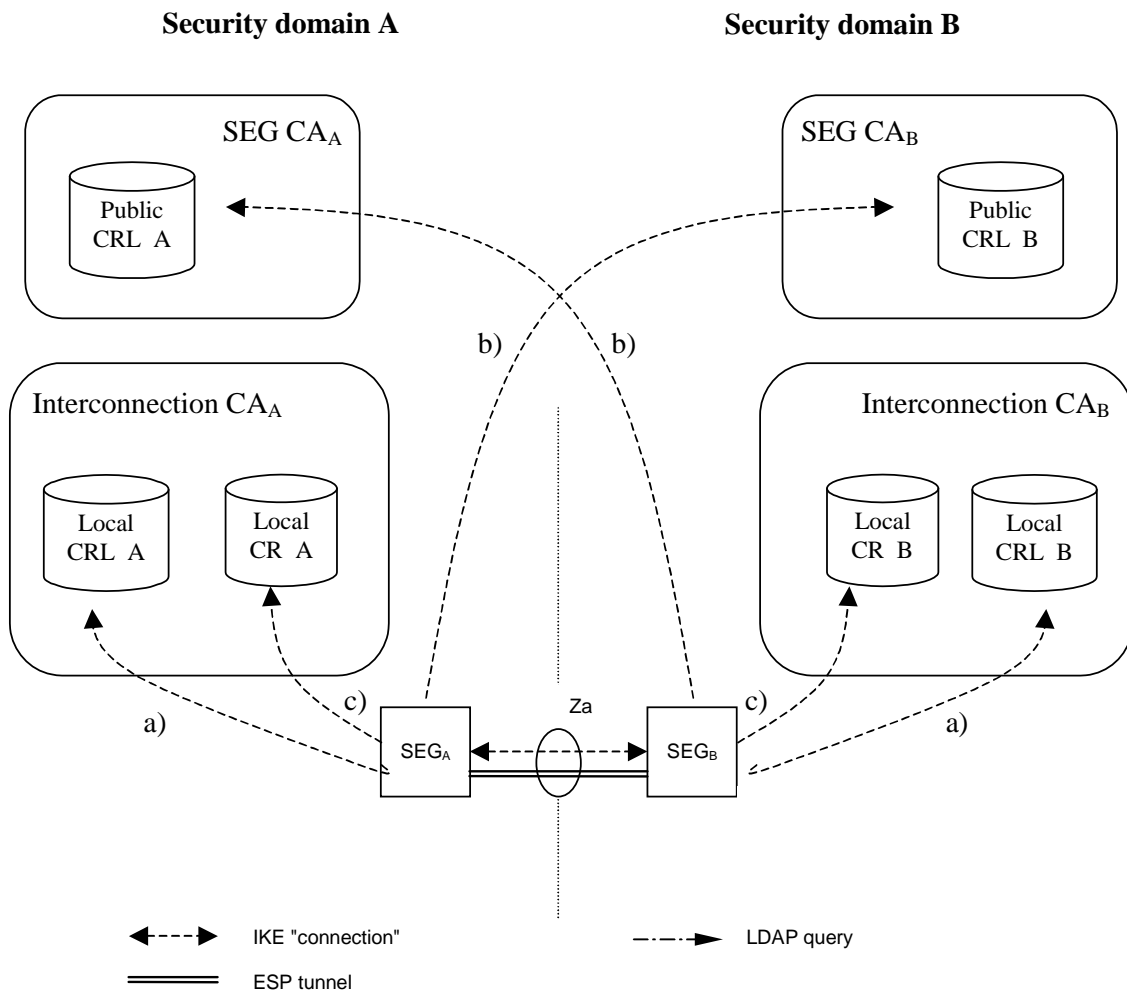 Security domain A
Security domain B
SEG CAA
SEG CAB
Public
CRL A
Public
CRL B
b)
b)
Interconnection CAA
Interconnection CAB
Local
CRL A
Local
CR A
Local
CR B
Local
CRL B
a)
c)
Za
c)
a)
SEGA
SEGB
IKE "connection"
LDAP query
ESP tunnel